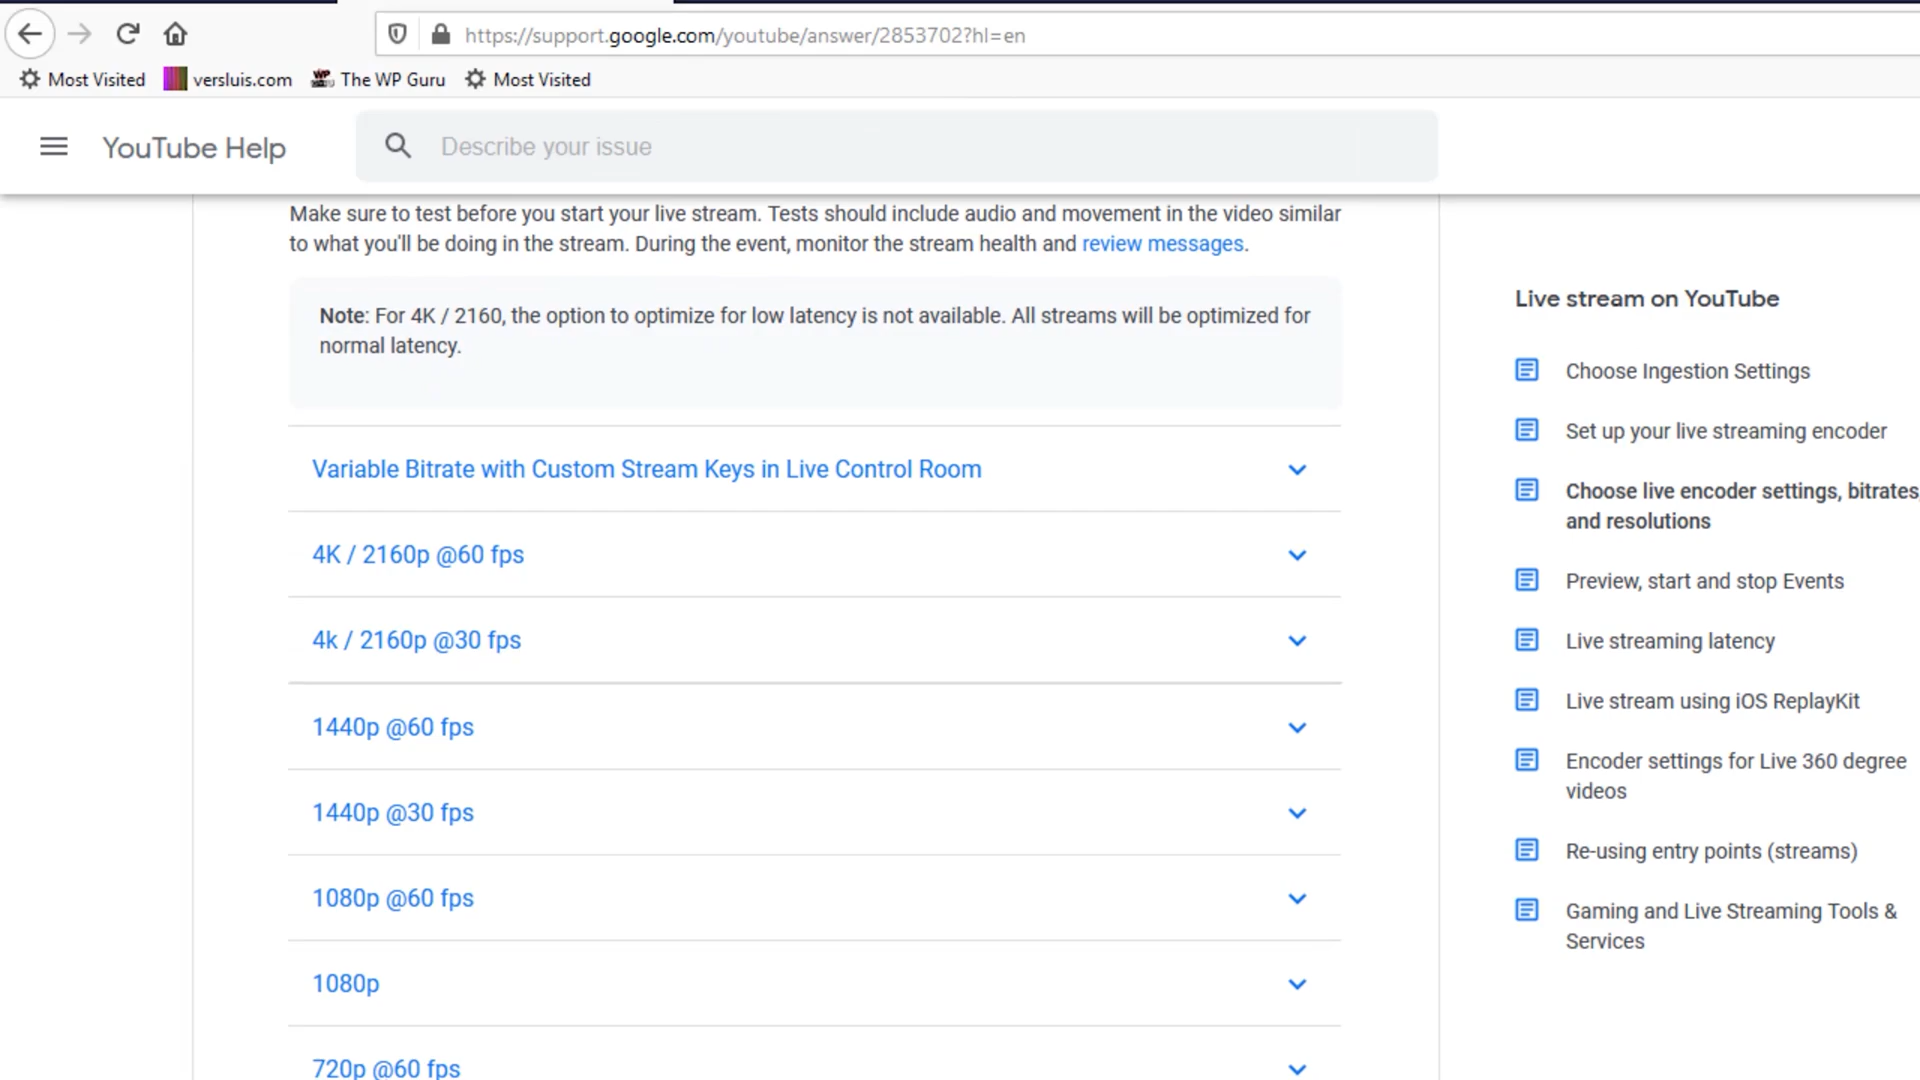 https://support.google.com/youtube/answer/2853702?hl=en
Most Visited versluis.com The WP Guru Most Visited
YouTube Help Describe your issue
Make sure to test before you start your live stream. Tests should include audio and movement in the video similar
to what you'll be doing in the stream. During the event, monitor the stream health and review messages.
Note: For 4K / 2160, the option to optimize for low latency is not available. All streams will be optimized for
normal latency.
Variable Bitrate with Custom Stream Keys in Live Control Room
4K / 2160p @60 fps
4k / 2160p @30 fps
1440p @60 fps
1440p @30 fps
1080p @60 fps
1080p
720p @60 fps
Live stream on YouTube
Choose Ingestion Settings
Set up your live streaming encoder
Choose live encoder settings, bitrates,
and resolutions
Preview, start and stop Events
Live streaming latency
Live stream using iOS ReplayKit
Encoder settings for Live 360 degree
videos
Re-using entry points (streams)
Gaming and Live Streaming Tools &
Services